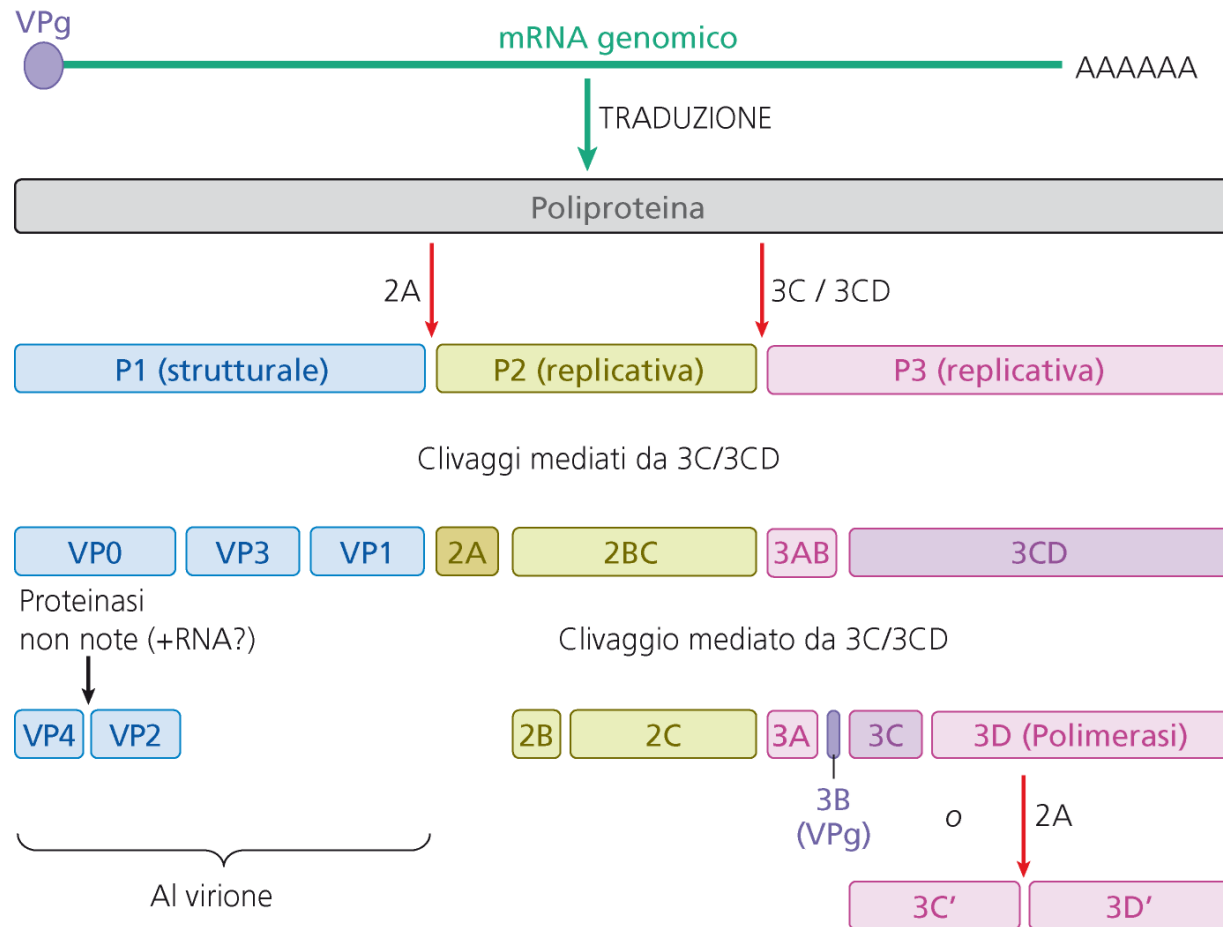 VPg
mRNA genomico
AAAAAA
TRADUZIONE
Poliproteina
2A
3C / 3CD
P1 (strutturale)
P2 (replicativa)
P3 (replicativa)
Clivaggi mediati da 3C/3CD
VP0
VP3
VP1
2A
2BC
3AB
3CD
Proteinasi
non note (+RNA?)
Clivaggio mediato da 3C/3CD
VP4
VP2
2B
2C
3A
3C
3D (Polimerasi)
3B
(VPg)
o
2A
Al virione
3C’
3D’